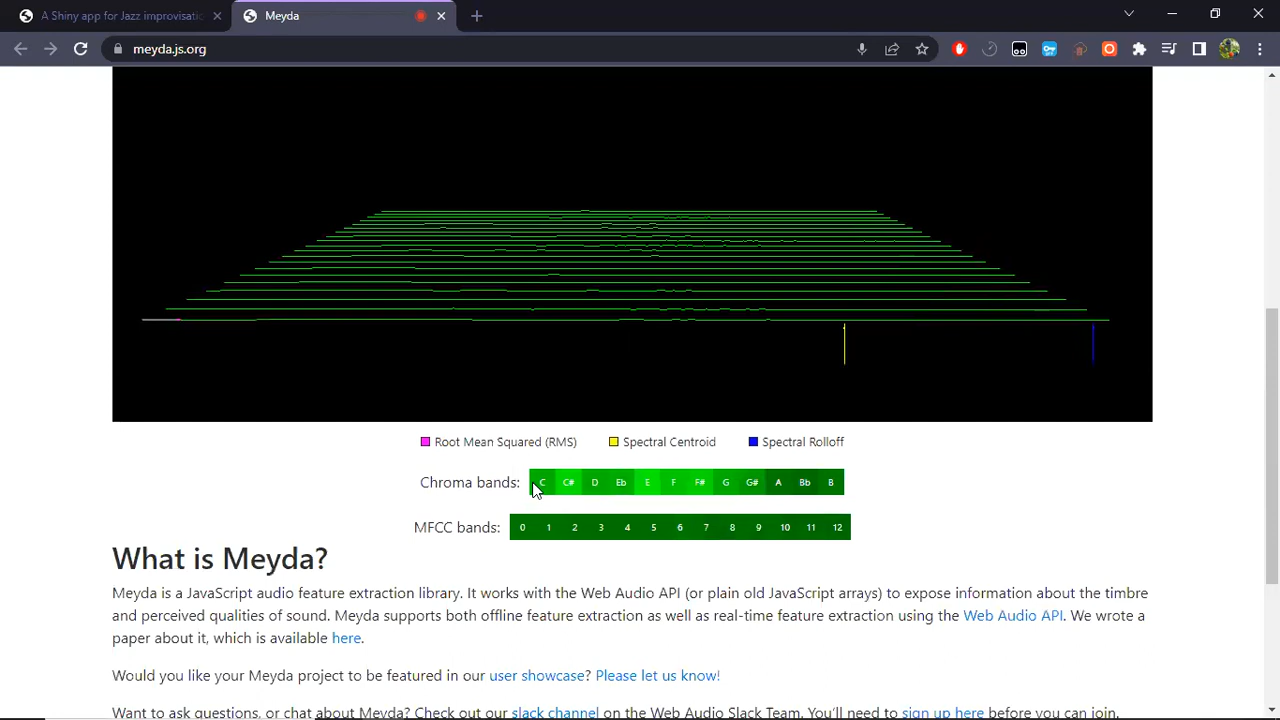 A Shiny app for Jazz improvisati
Meyda
meyda.js.org
Root Mean Squared (RMS) Spectral Centroid Spectral Rolloff
Chroma bands: C C# D Eb E F F# G G# A Bb B
MFCC bands: 0 1 2 3 4 5 6 7 8 9 10 11 12
What is Meyda?
Meyda is a JavaScript audio feature extraction library. It works with the Web Audio API (or plain old JavaScript arrays) to expose information about the timbre
and perceived qualities of sound. Meyda supports both offline feature extraction as well as real-time feature extraction using the Web Audio API. We wrote a
paper about it, which is available here.
Would you like your Meyda project to be featured in our user showcase? Please let us know!
Want to ask questions, or chat about Meyda? Check out our slack channel on the Web Audio Slack Team. You'll need to sign up here before you can join.